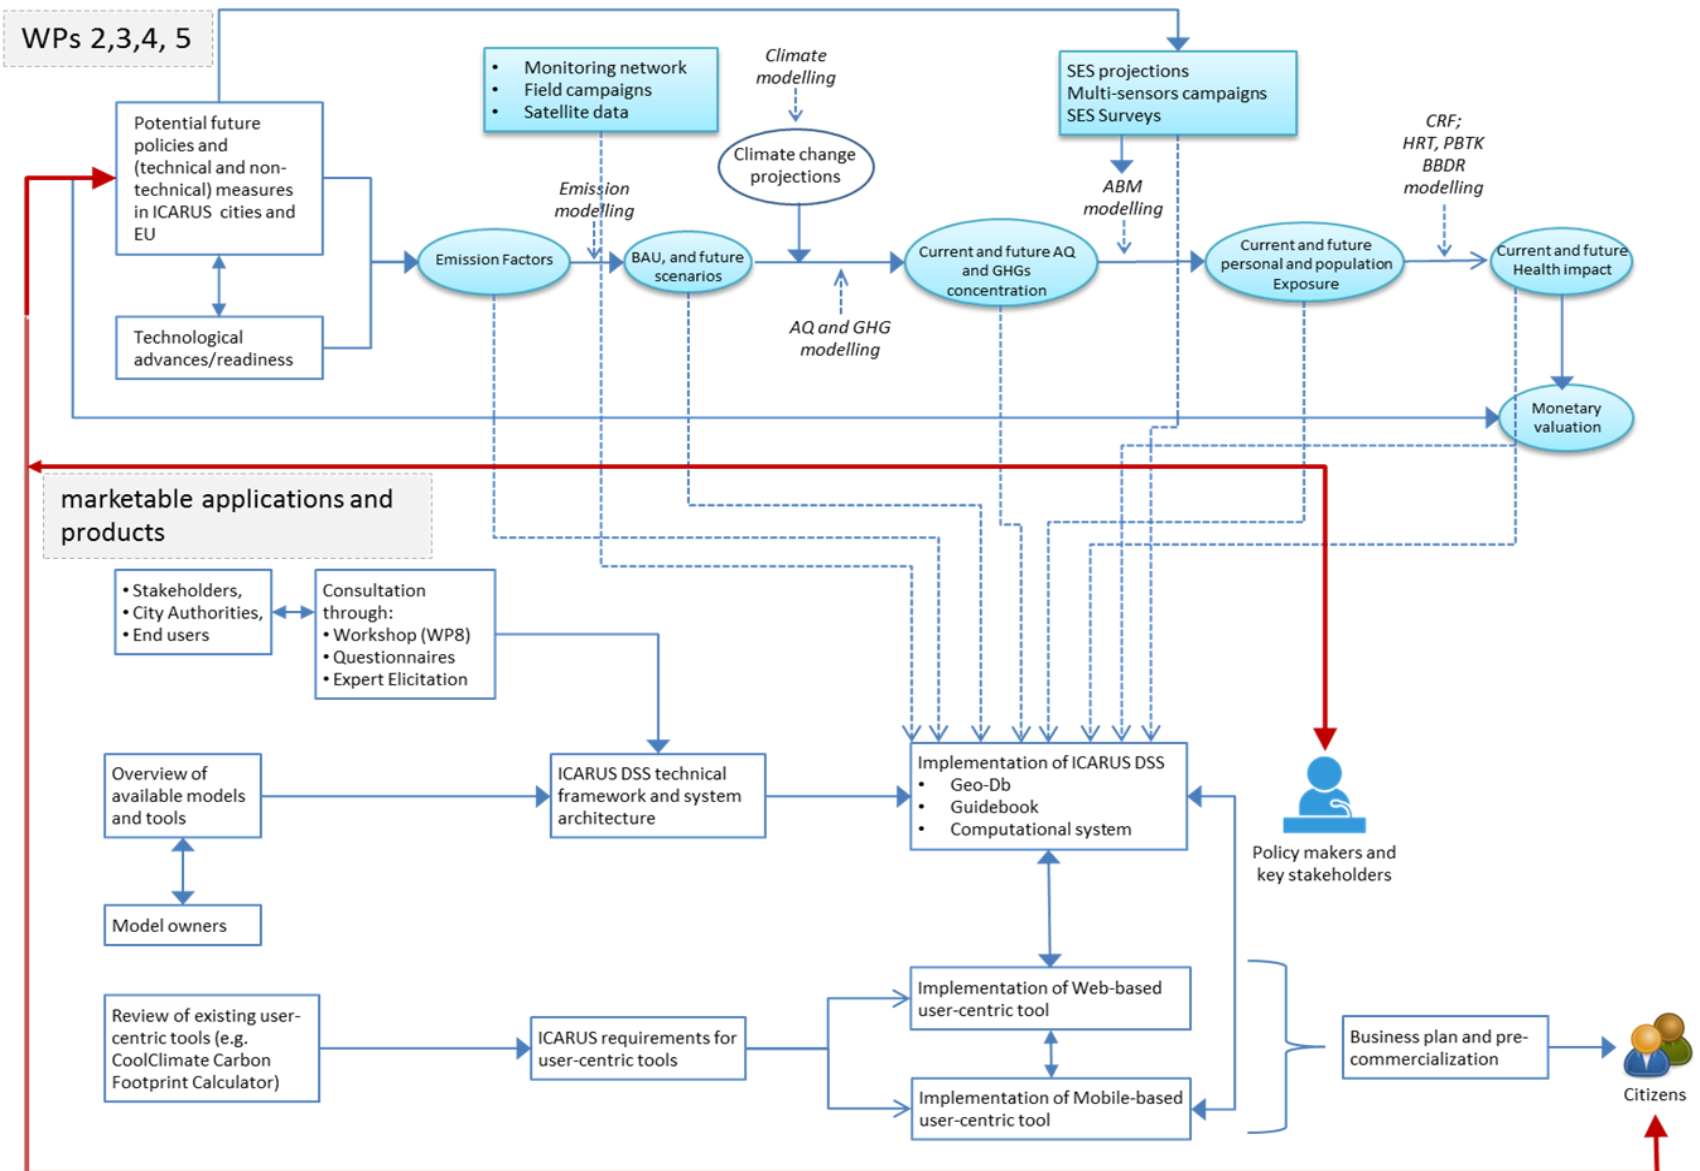 WPs 2,3,4, 5
• Monitoring network
• Field campaigns
• Satellite data
Climate
modelling
SES projections
Multi-sensors campaigns
SES Surveys
Potential future
policies and
(technical and non-
technical) measures
in ICARUS cities and
EU
Climate change
projections
CRF;
HRT, PBTK
BBDR
modelling
Emission
modelling
ABM
modelling
Emission Factors
BAU, and future
scenarios
Current and future AQ
and GHGs
concentration
Current and future
personal and population
Exposure
Current and future
Health impact
AQ and GHG
modelling
Technological
advances/readiness
Monetary
valuation
marketable applications and
products
• Stakeholders,
• City Authorities,
• End users
Consultation
through:
• Workshop (WP8)
• Questionnaires
• Expert Elicitation
Overview of
available models
and tools
ICARUS DSS technical
framework and system
architecture
Implementation of ICARUS DSS
• Geo-Db
• Guidebook
• Computational system
Policy makers and
key stakeholders
Model owners
Review of existing user-
centric tools (e.g.
CoolClimate Carbon
Footprint Calculator)
ICARUS requirements for
user-centric tools
Implementation of Web-based
user-centric tool
Implementation of Mobile-based
user-centric tool
Business plan and pre-
commercialization
Citizens